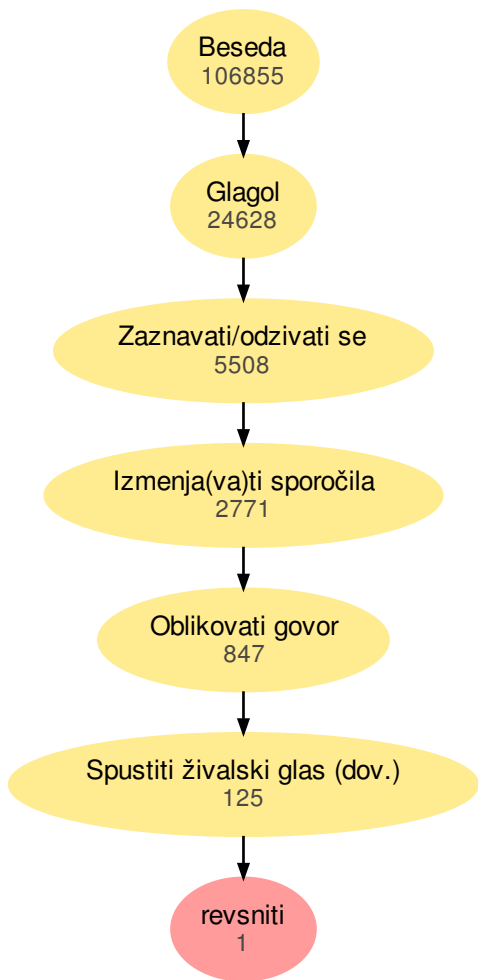 Beseda
106855
Glagol
24628
Zaznavati/odzivati se
5508
Izmenja(va)ti sporočila
2771
Oblikovati govor
847
Spustiti živalski glas (dov.)
125
revsniti
1